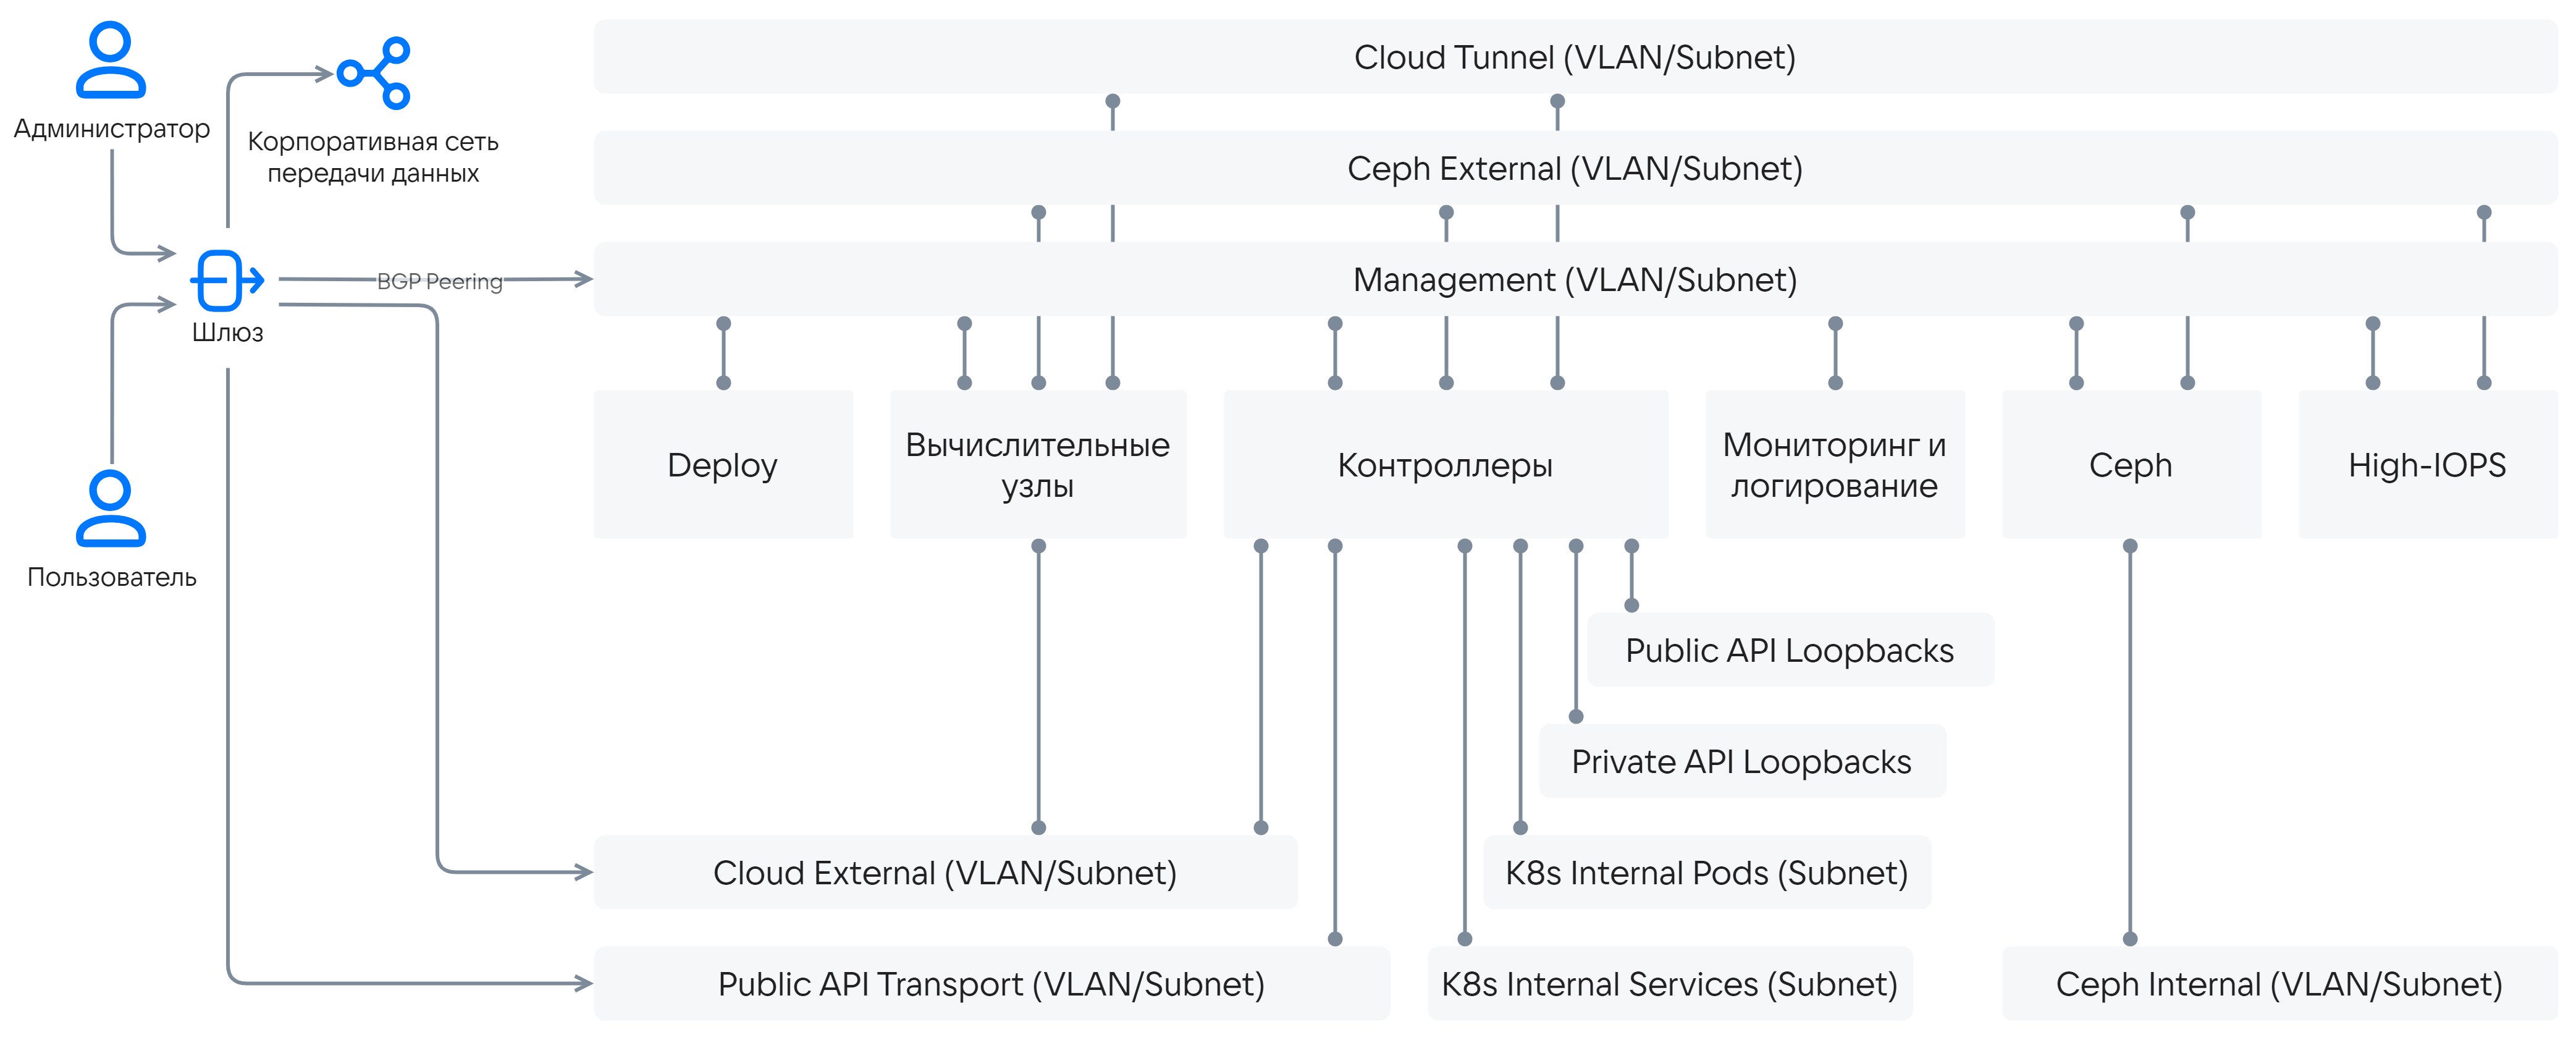 Администратор
Корпоративная сеть
передачи данных
Шлюз
BGP Peering
Пользователь
Cloud Tunnel (VLAN/Subnet)
Ceph External (VLAN/Subnet)
Management (VLAN/Subnet)
Deploy
Вычислительные
узлы
Контроллеры
Мониторинг и
логирование
Ceph
High-IOPS
Public API Loopbacks
Private API Loopbacks
Cloud External (VLAN/Subnet)
K8s Internal Pods (Subnet)
Public API Transport (VLAN/Subnet)
K8s Internal Services (Subnet)
Ceph Internal (VLAN/Subnet)